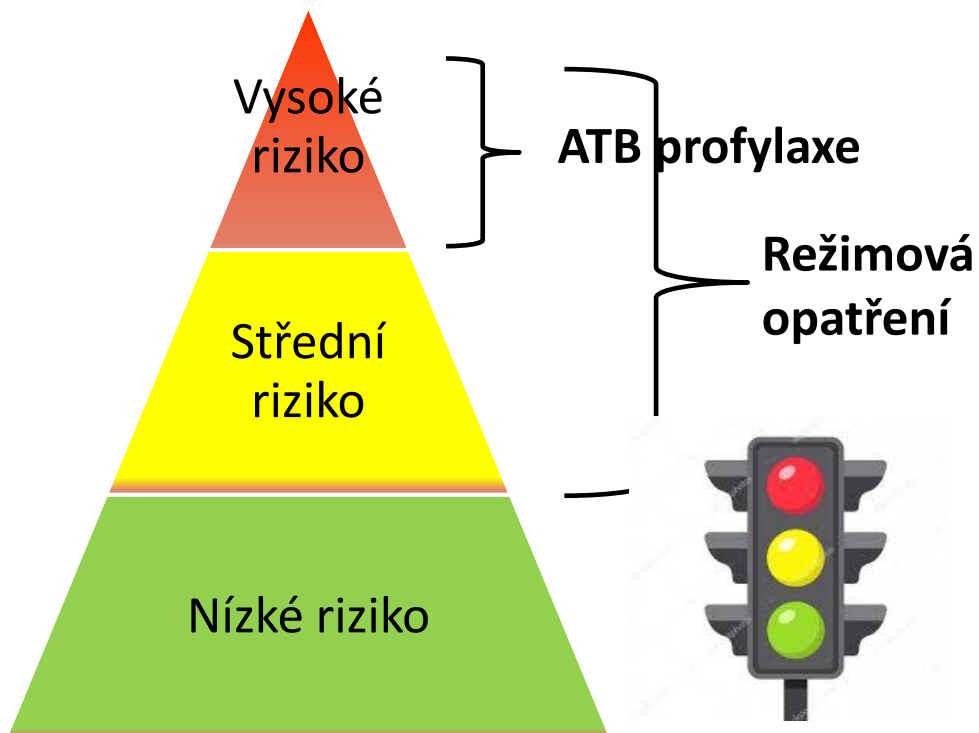 Vysoké
riziko
ATB profylaxe
Režimová
opatření
Střední
riziko
Nízké riziko